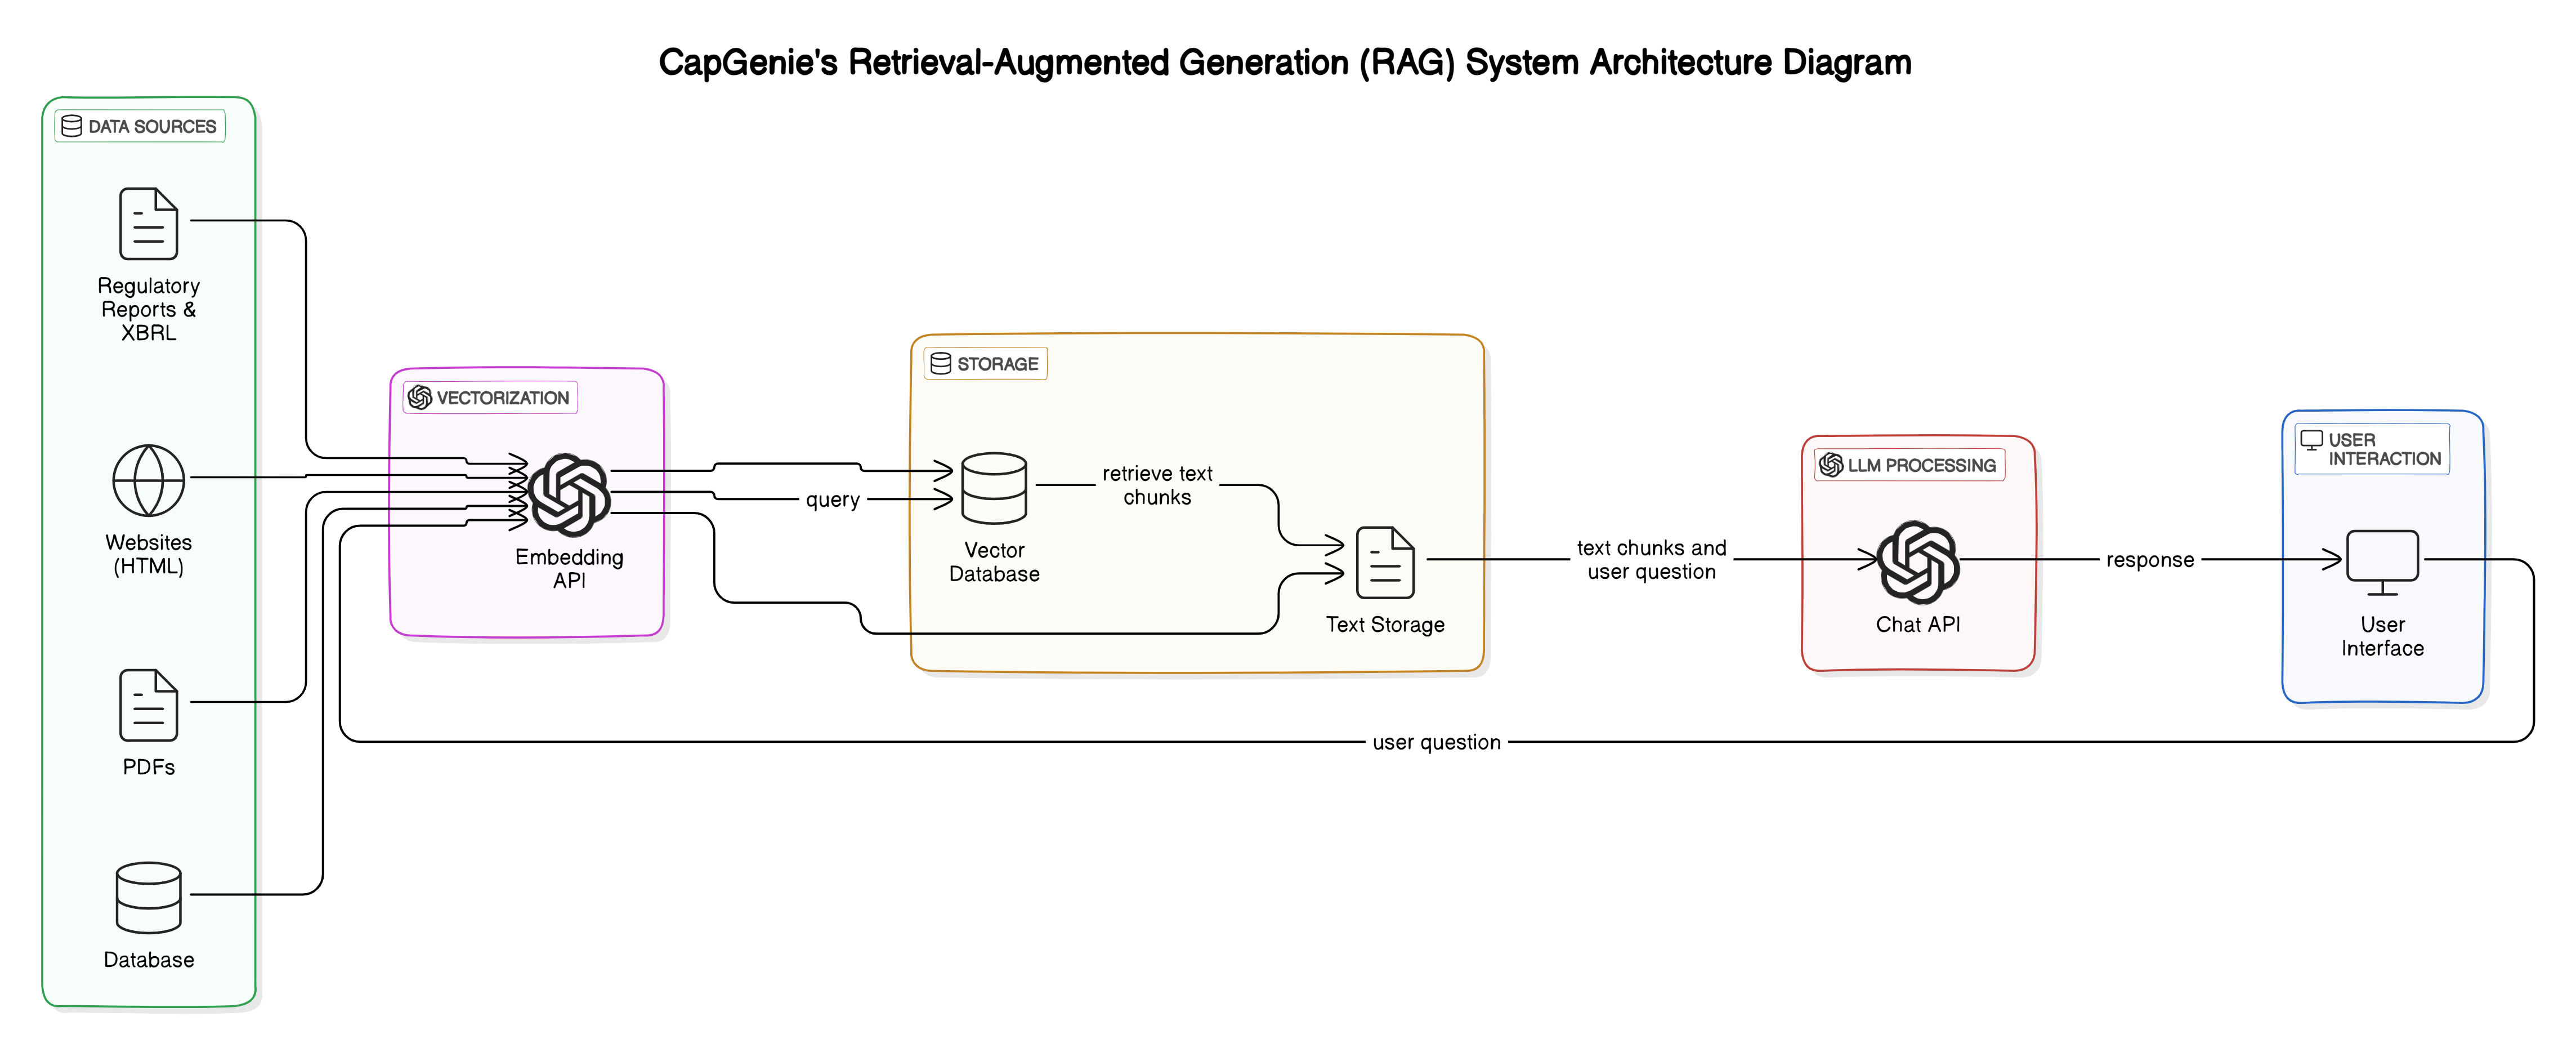 CapGenie's Retrieval-Augmented Generation (RAG) System Architecture Diagram
DATA SOURCES
Regulatory
Reports &
XBRL
Websites
(HTML)
PDFs
Database
VECTORIZATION
Embedding
API
query
STORAGE
Vector
Database
retrieve text
chunks
Text Storage
text chunks and
user question
LLM PROCESSING
Chat API
response
USER
INTERACTION
User
Interface
user question